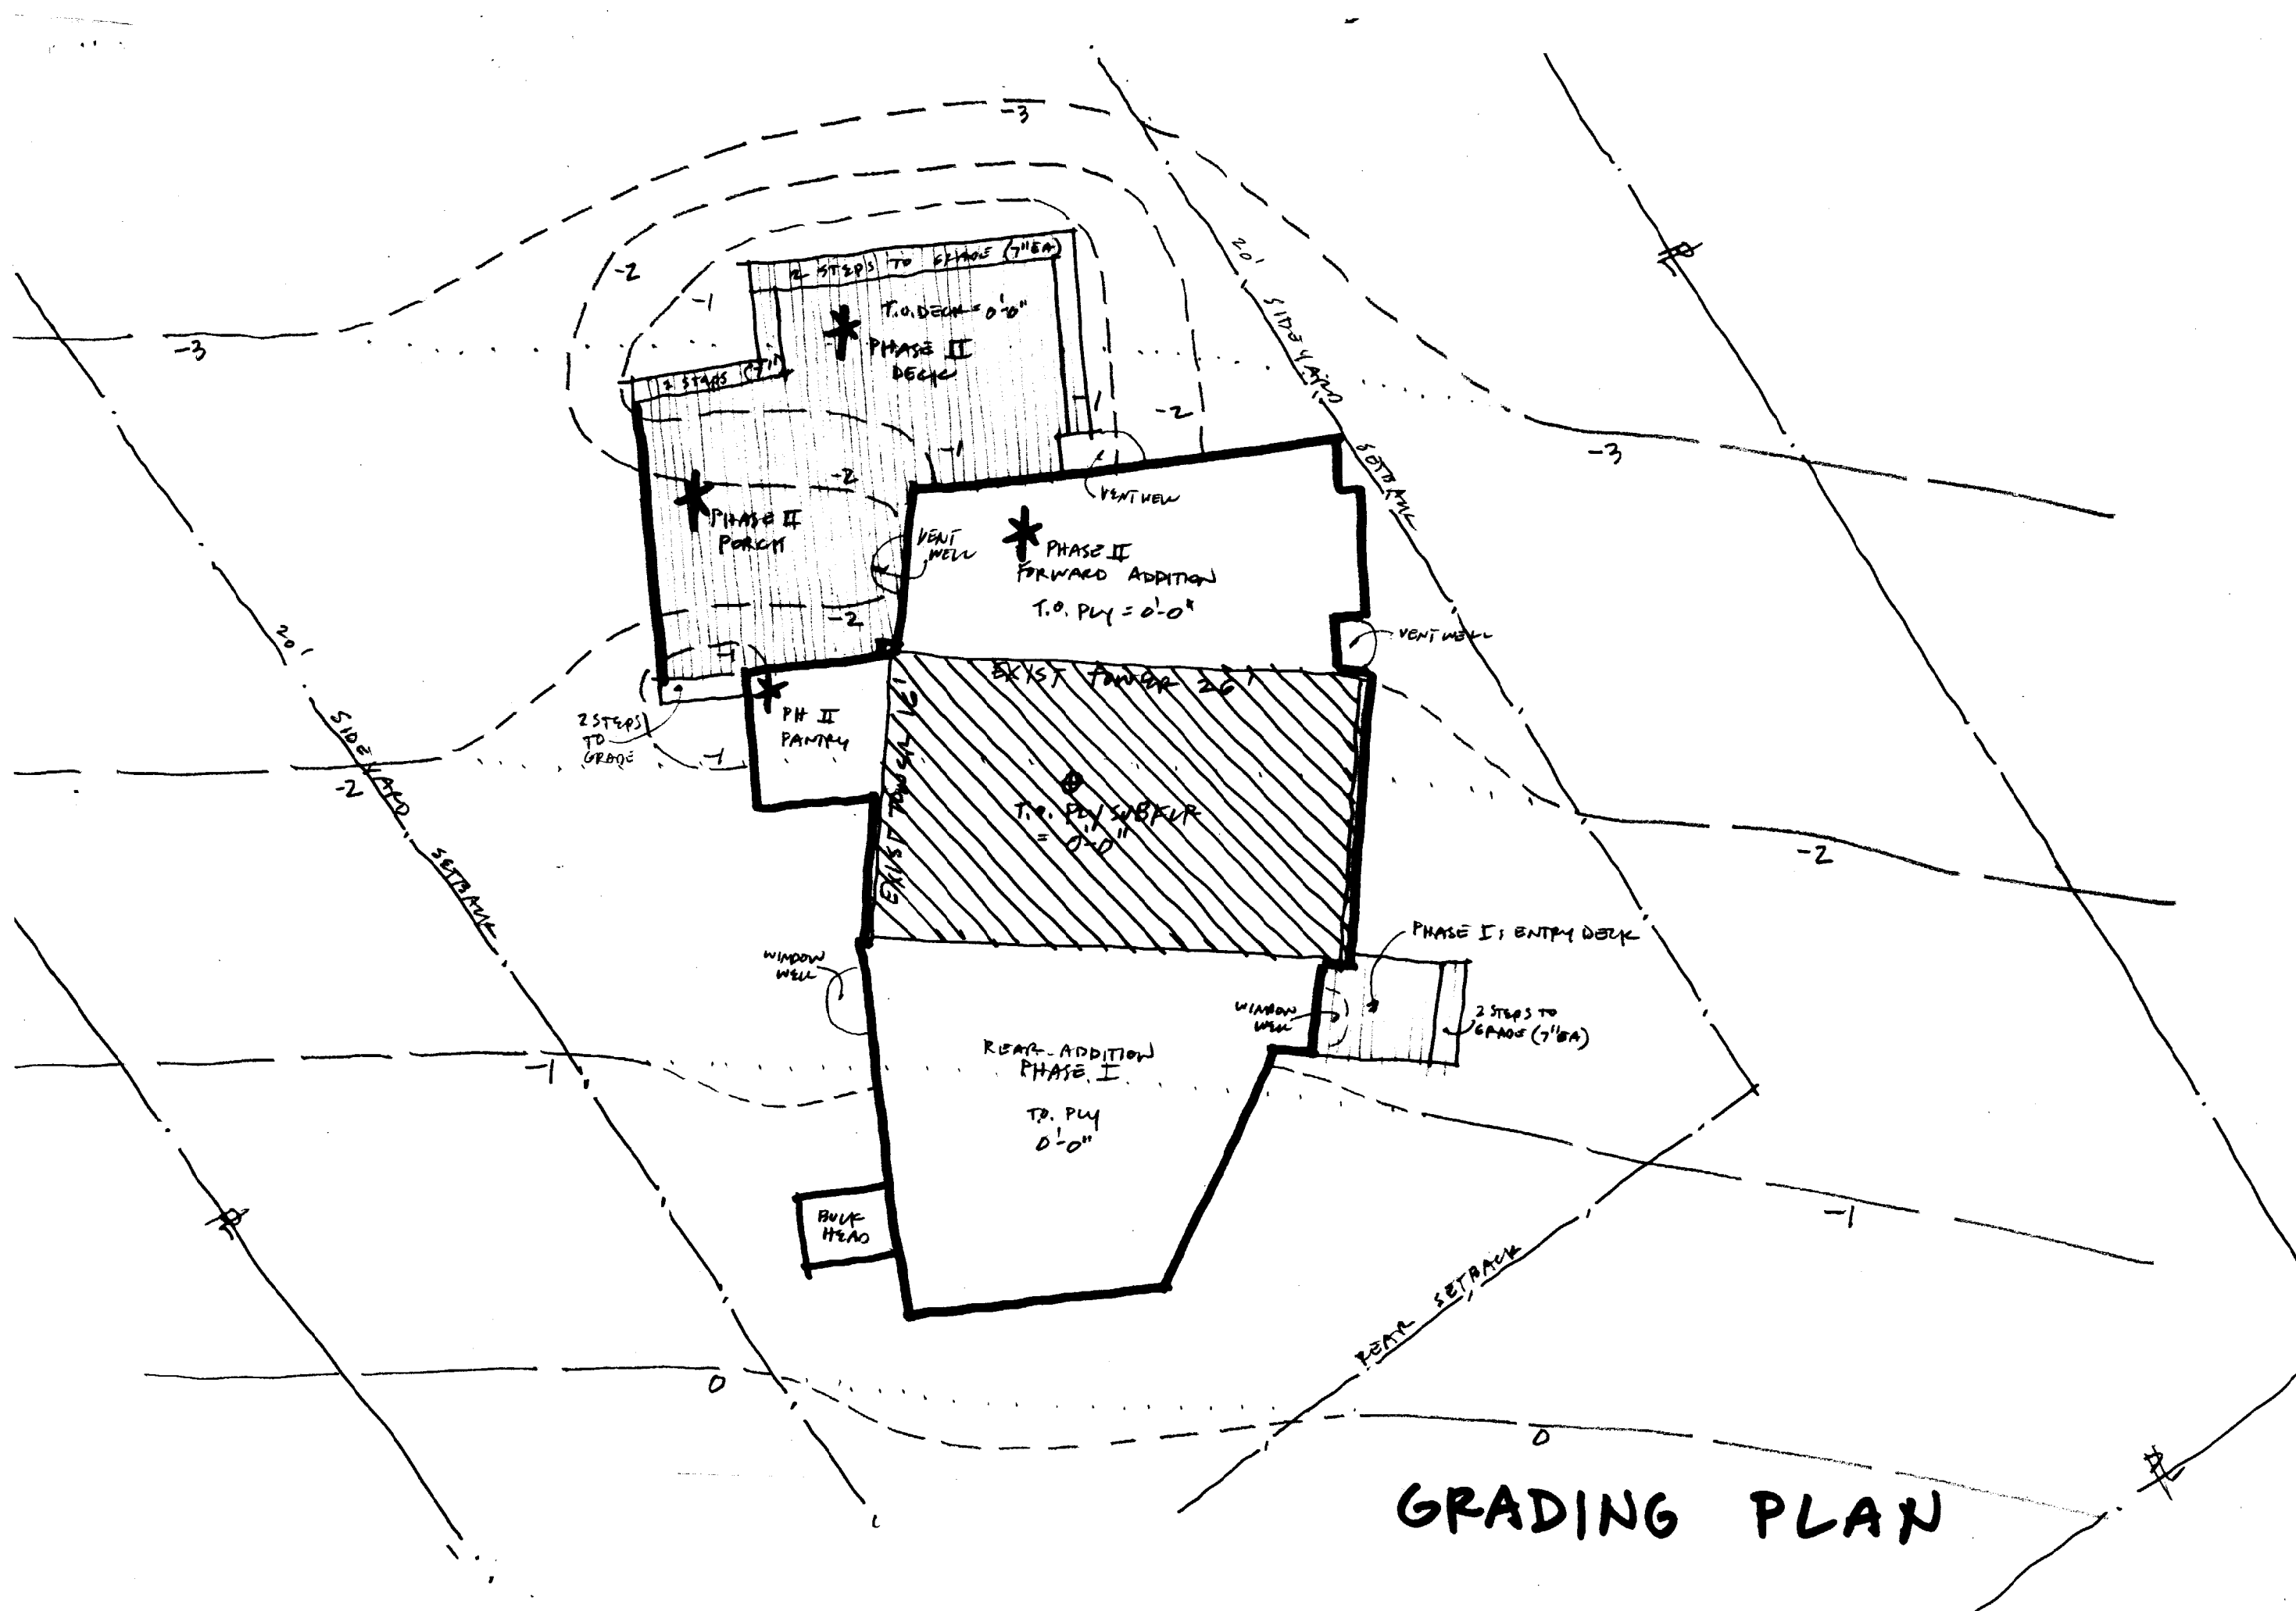 -3
-2
-1
2 STEPS TO GRADE (7" EA)
T.O. DECK = 0'-0"
PHASE II
DECK
-3
2 STEPS (7")
20' SIDEYARD SETBACK
-1
-2
-3
-1
-2
VENT WELL
PHASE II
PORCH
VENT
WELL
PHASE II
FORWARD ADDITION
T.O. PLY = 0'-0"
-2
VENT WELL
20' SIDEYARD SETBACK
-1
2 STEPS
TO
GRADE
-1
PH II
PANTRY
-2
T.O. PLY SUBFLR
= 0'-0"
-2
PHASE I: ENTRY DECK
WINDOW
WELL
WINDOW
WELL
2 STEPS TO
GRADE (7" EA)
REAR ADDITION
PHASE I
T.O. PLY
0'-0"
-1
-1
BULK
HEAD
REAR SETBACK
0
0
GRADING PLAN